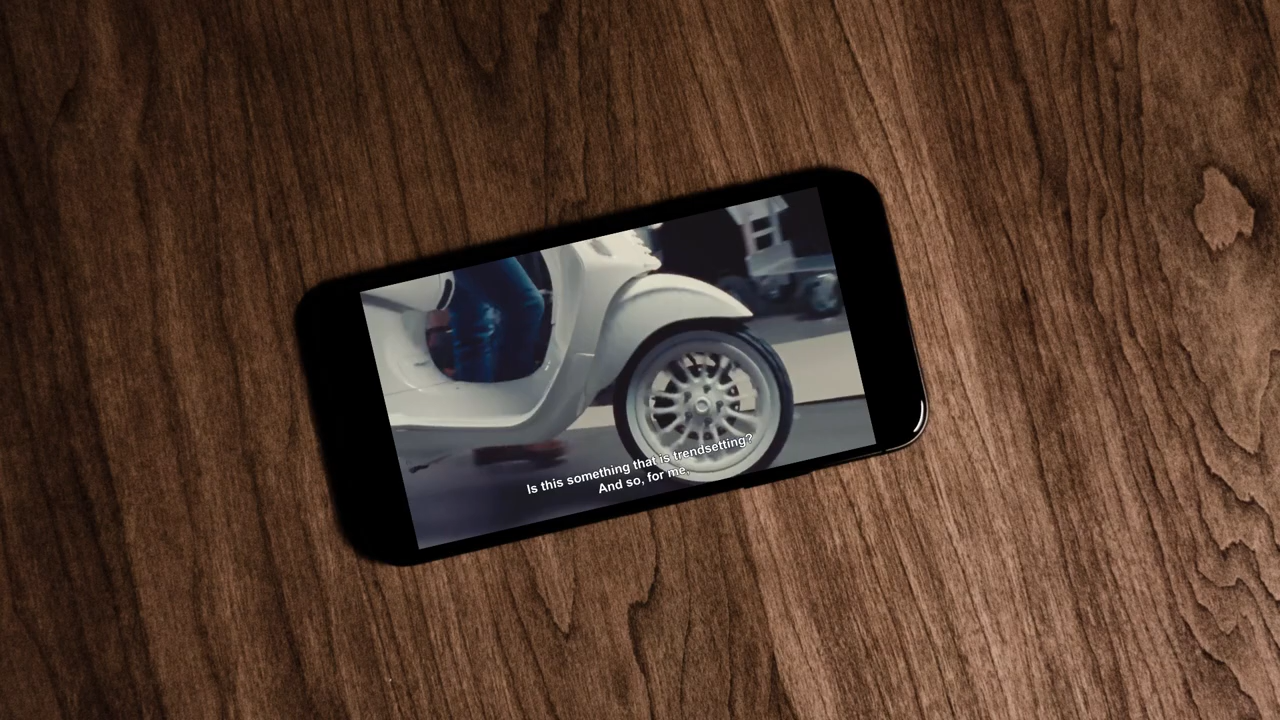 Is this something that is trendsetting?
And so, for me,